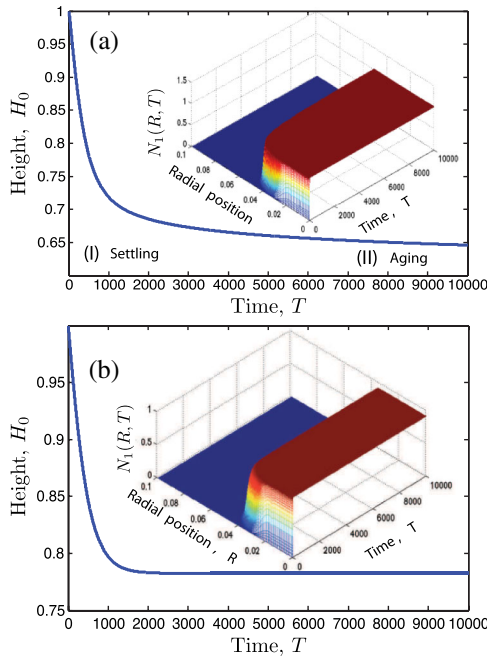 1
(a)
0.95
0.9
0.85
0.8
0.75
0.7
0.65
Height, H₀
1.5
1
0.5
0
N₁(R,T)
0.1
0.08
0.06
0.04
0.02
0
Radial position
0
2000
4000
6000
8000
10000
Time, T
(I) Settling
(II) Aging
0 1000 2000 3000 4000 5000 6000 7000 8000 9000 10000
Time, T
(b)
0.95
0.9
0.85
0.8
0.75
Height, H₀
1
0.5
0
N₁(R,T)
0.1
0.08
0.06
0.04
0.02
0
Radial position, R
0
2000
4000
6000
8000
10000
Time, T
0 1000 2000 3000 4000 5000 6000 7000 8000 9000 10000
Time, T